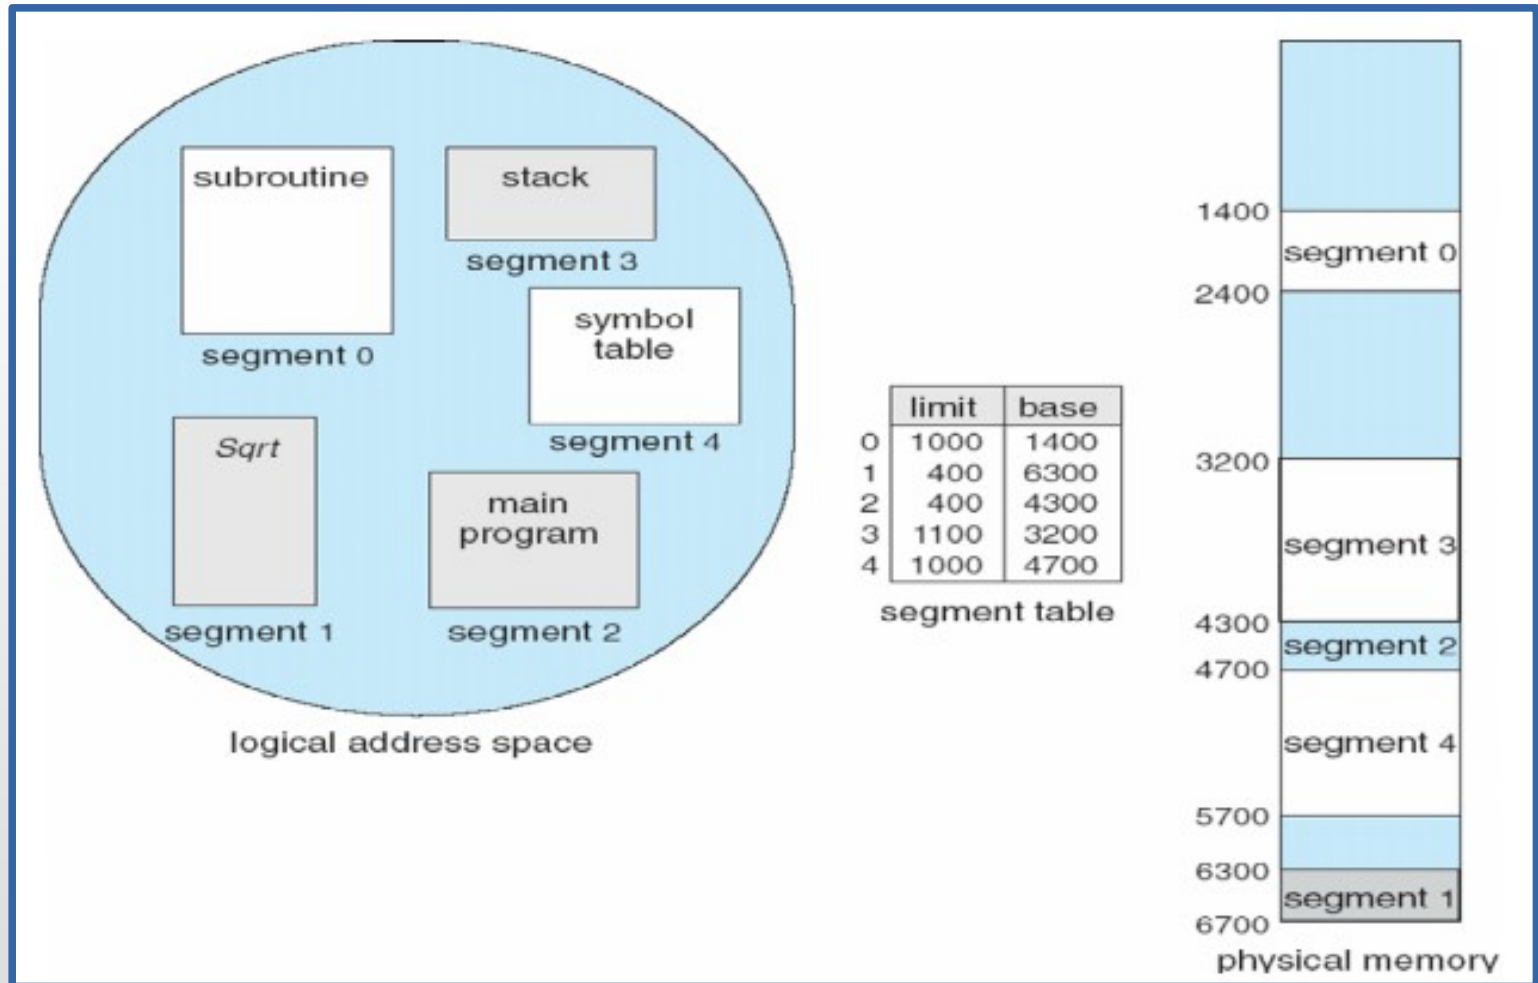 subroutine
segment 0
stack
segment 3
symbol
table
segment 4
Sqrt
segment 1
main
program
segment 2
logical address space
limit base
0 1000 1400
1 400 6300
2 400 4300
3 1100 3200
4 1000 4700
segment table
1400
segment 0
2400
3200
segment 3
4300
segment 2
4700
segment 4
5700
6300
segment 1
6700
physical memory